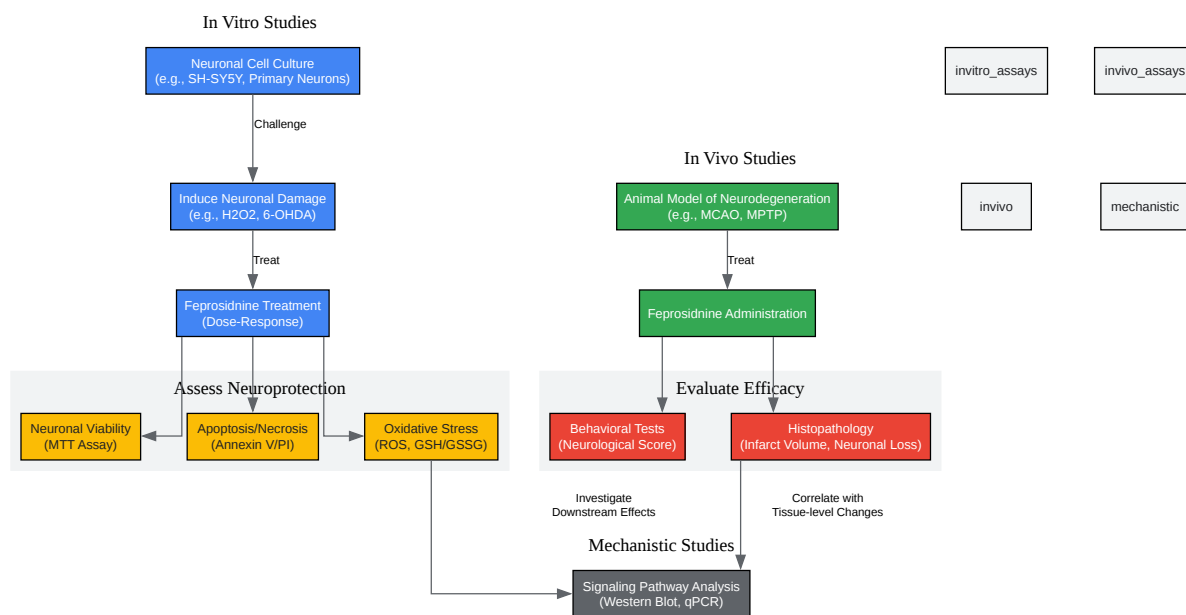 In Vitro Studies
Neuronal Cell Culture
(e.g., SH-SY5Y, Primary Neurons)
invitro_assays
invivo_assays
Challenge
In Vivo Studies
Induce Neuronal Damage
(e.g., H2O2, 6-OHDA)
Animal Model of Neurodegeneration
(e.g., MCAO, MPTP)
invivo
mechanistic
Treat
Treat
Feprosidnine Treatment
(Dose-Response)
Feprosidnine Administration
Assess Neuroprotection
Evaluate Efficacy
Neuronal Viability
(MTT Assay)
Apoptosis/Necrosis
(Annexin V/PI)
Oxidative Stress
(ROS, GSH/GSSG)
Behavioral Tests
(Neurological Score)
Histopathology
(Infarct Volume, Neuronal Loss)
Investigate
Downstream Effects
Correlate with
Tissue-level Changes
Mechanistic Studies
Signaling Pathway Analysis
(Western Blot, qPCR)